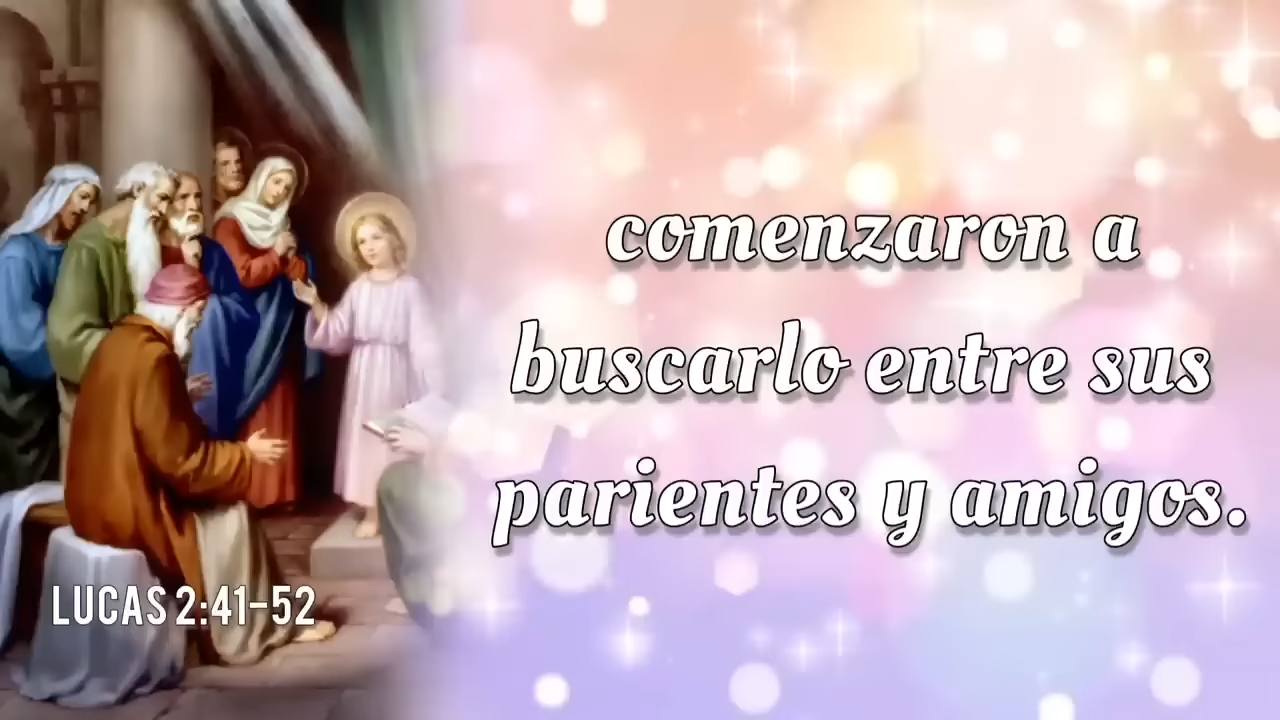 comenzaron a
buscarlo entre sus
parientes y amigos.
LUCAS 2:41-52